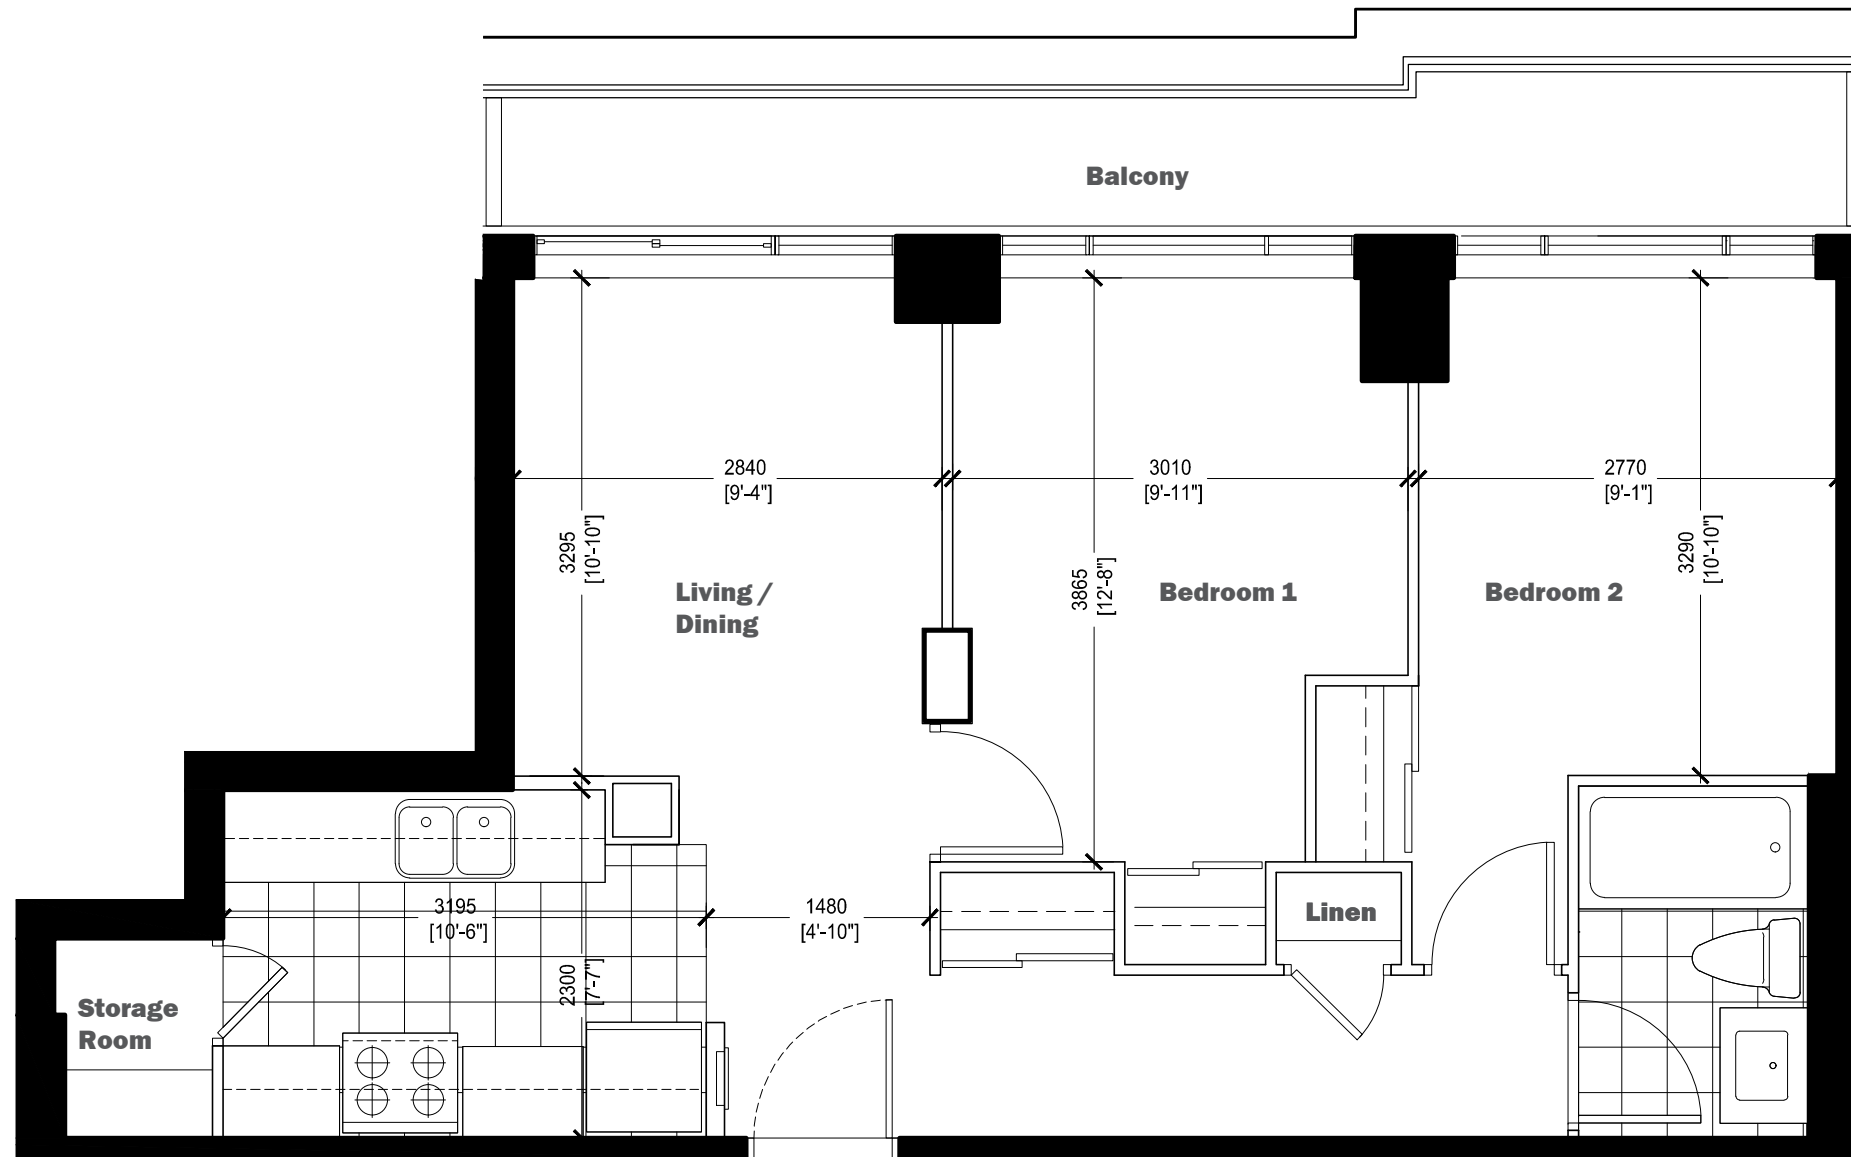 Balcony
2840
[9'-4"]
3010
[9'-11"]
2770
[9'-1"]
3295
[10'-10"]
3865
[12'-8"]
3290
[10'-10"]
Living /
Dining
Bedroom 1
Bedroom 2
3195
[10'-6"]
1480
[4'-10"]
Linen
2300
[7'-7"]
Storage
Room